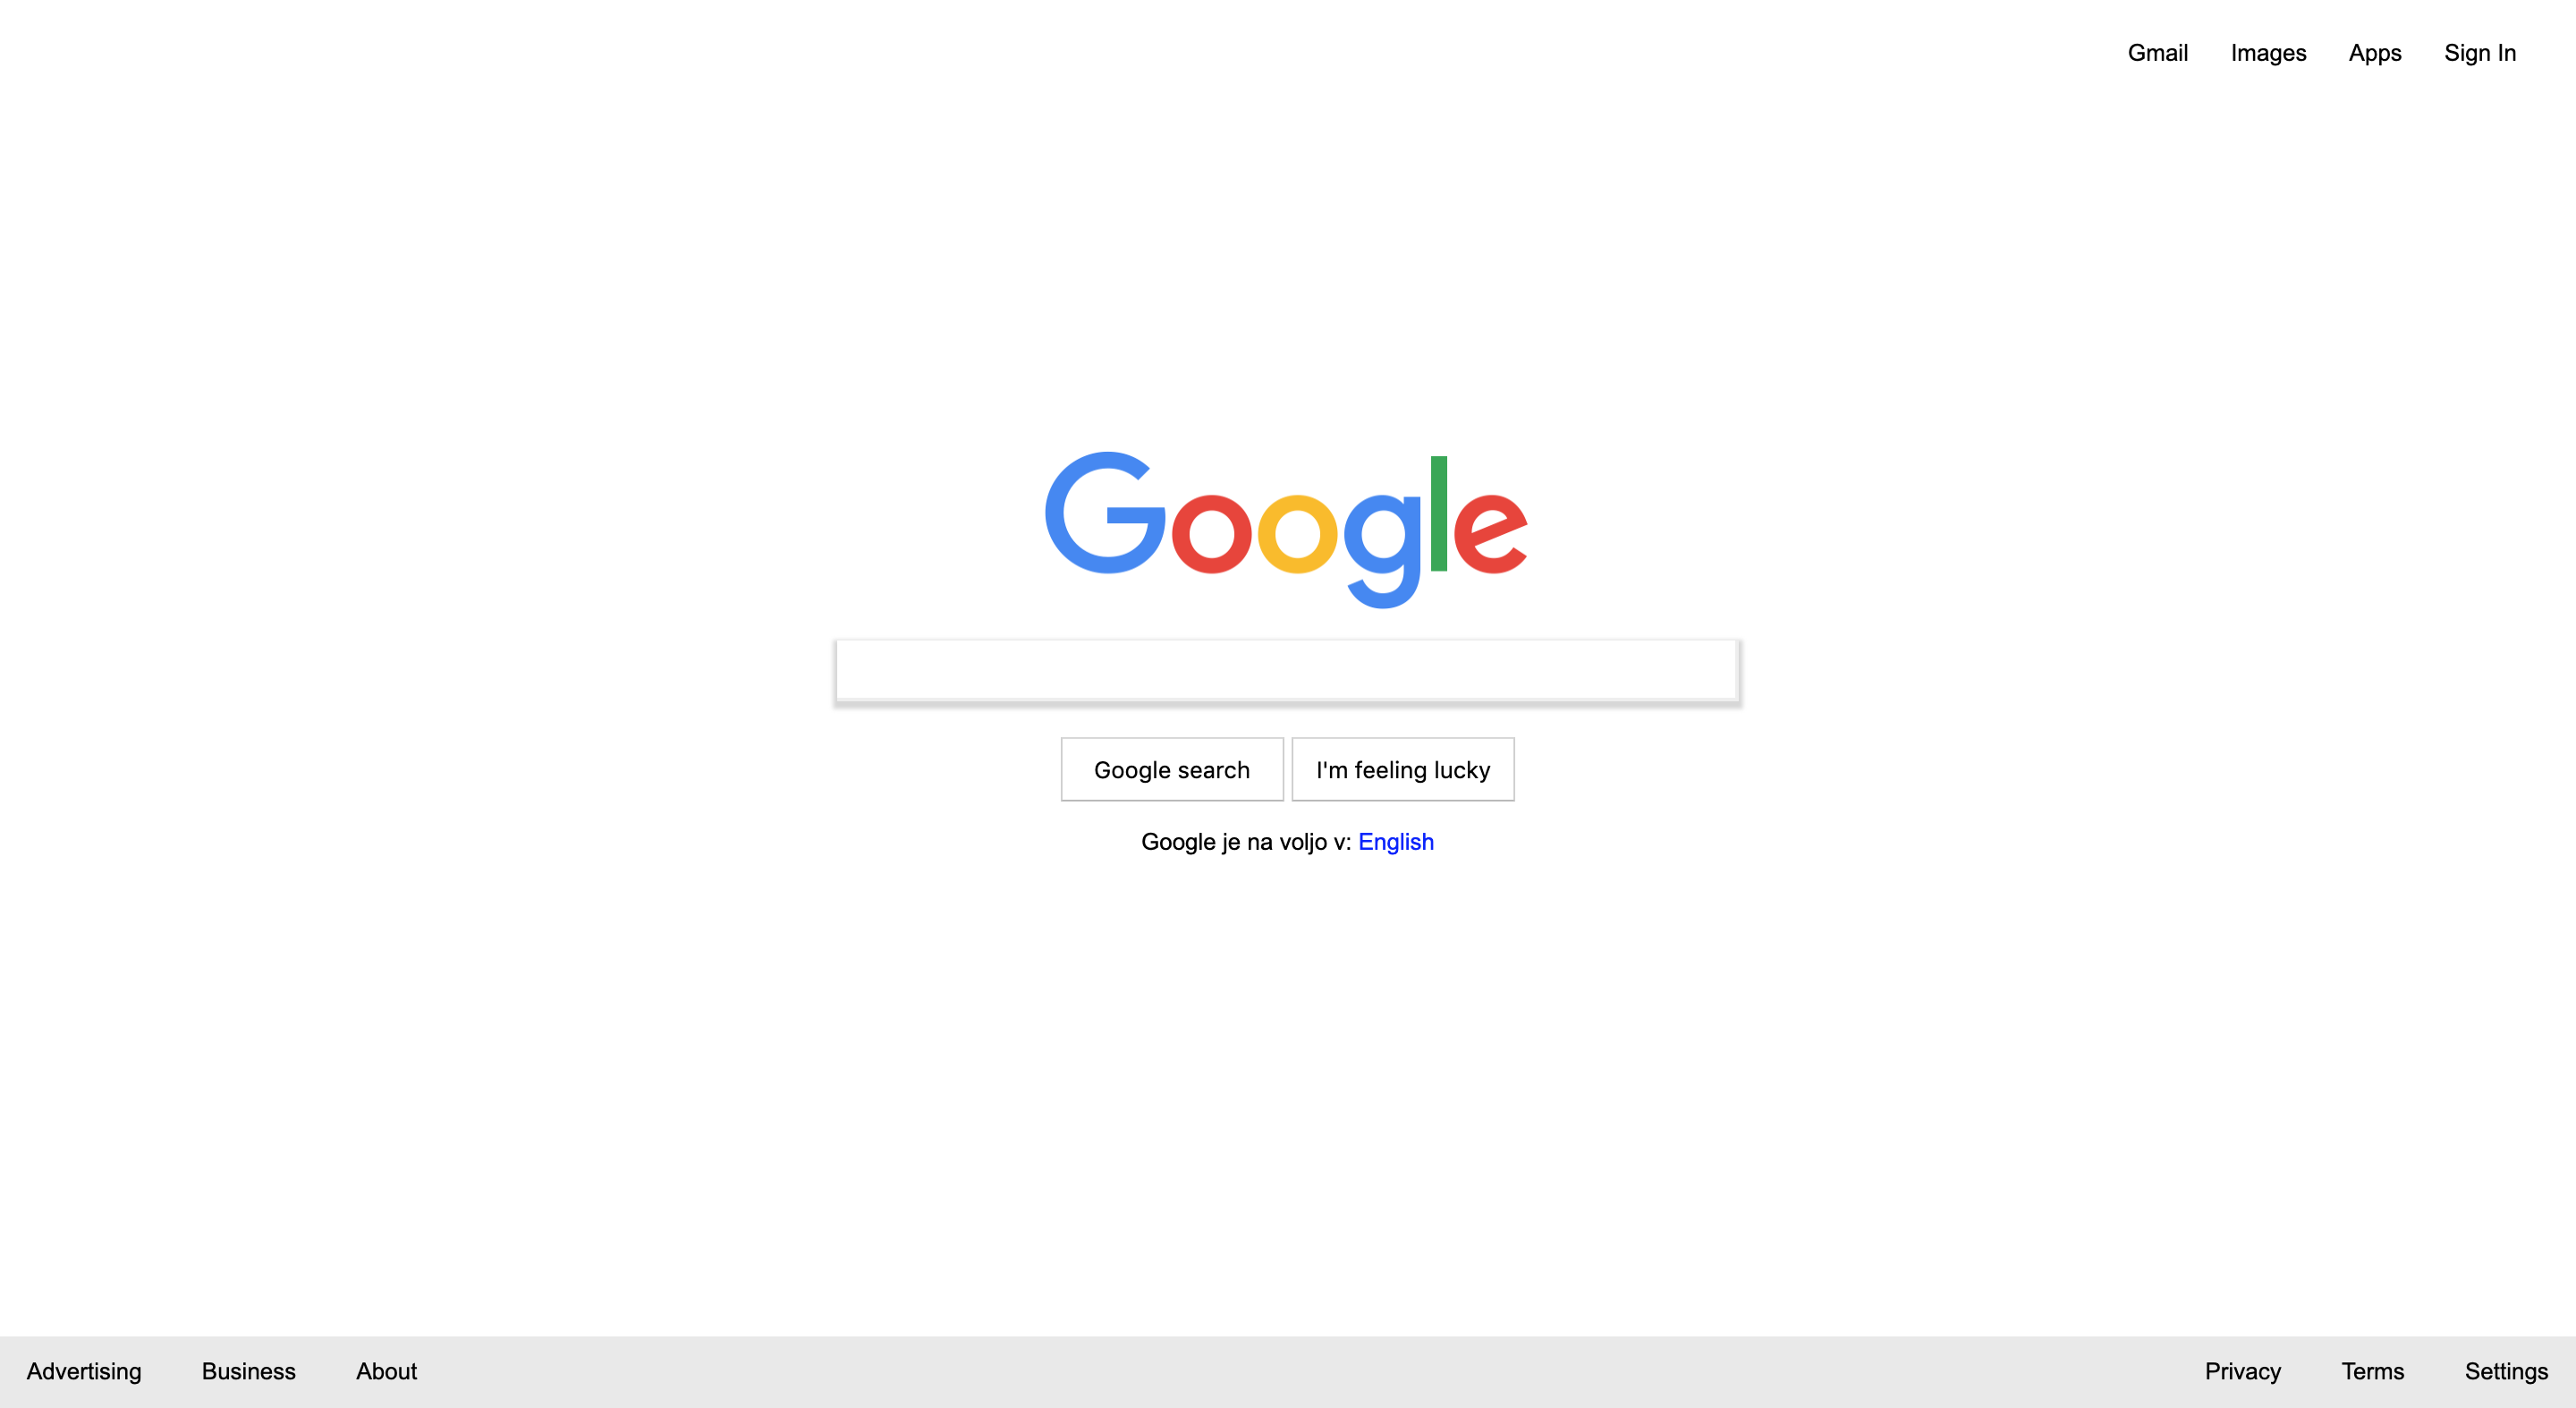 Gmail Images Apps Sign In
Google
Google search I'm feeling lucky
Google je na voljo v: English
Advertising Business About Privacy Terms Settings